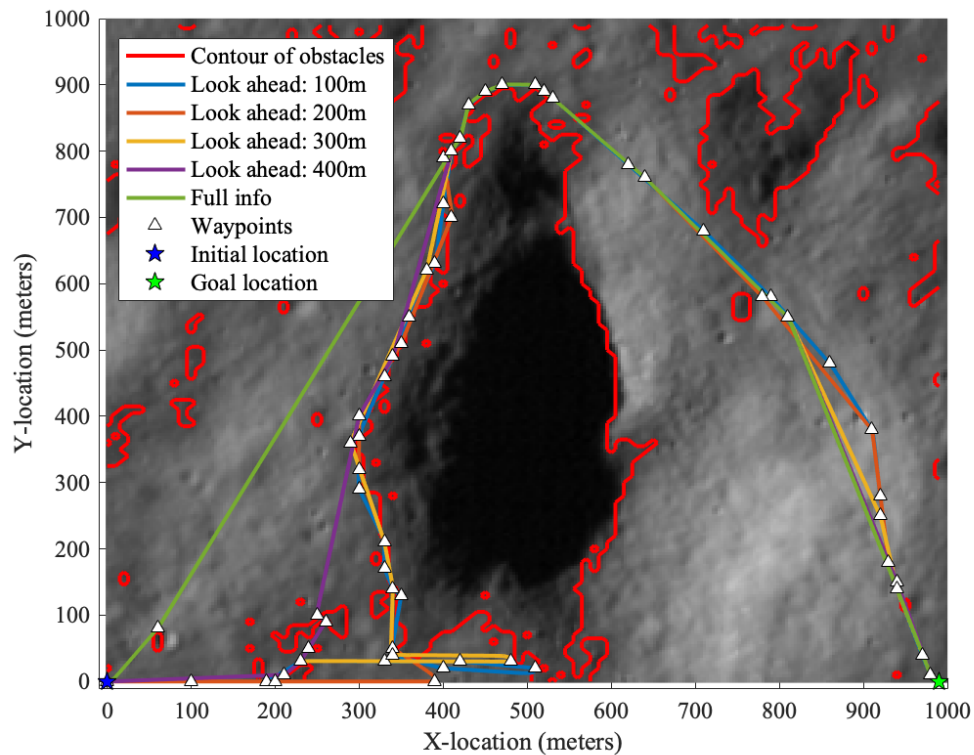 1000
900
800
700
600
500
400
300
200
100
0
Y-location (meters)
Contour of obstacles
Look ahead: 100m
Look ahead: 200m
Look ahead: 300m
Look ahead: 400m
Full info
Waypoints
Initial location
Goal location
0 100 200 300 400 500 600 700 800 900 1000
X-location (meters)